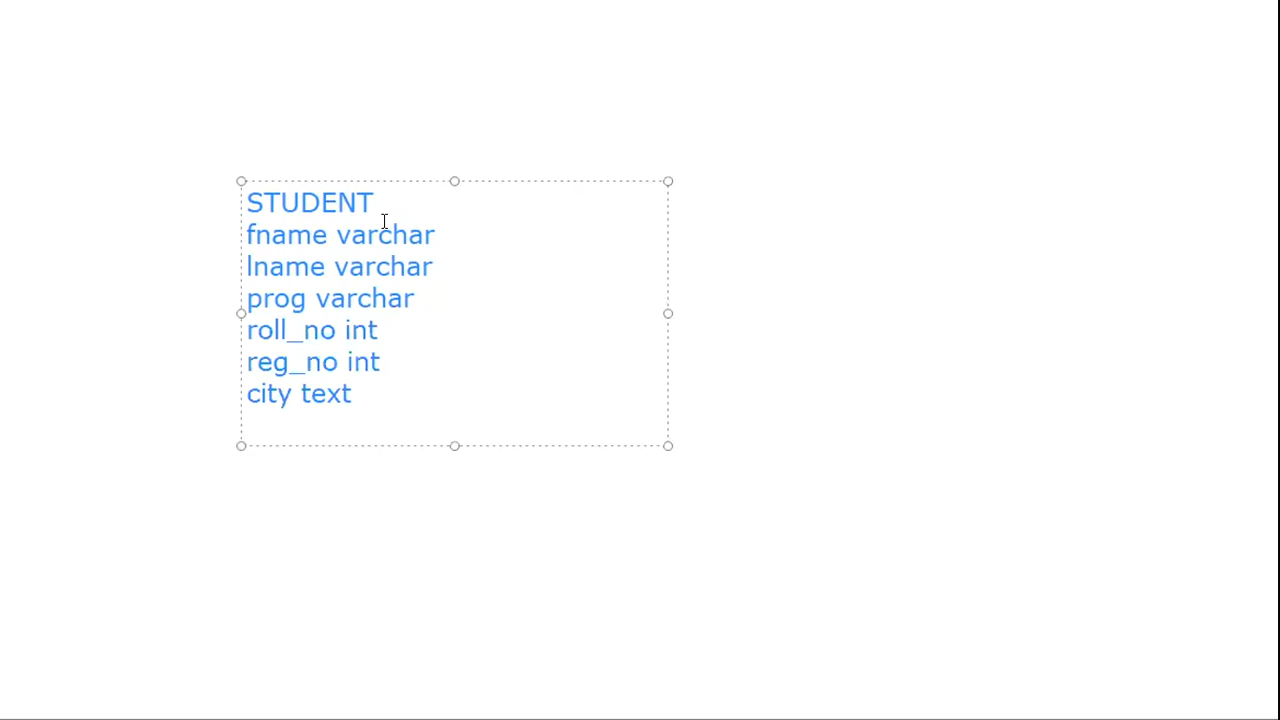 STUDENT
fname varchar
lname varchar
prog varchar
roll_no int
reg_no int
city text